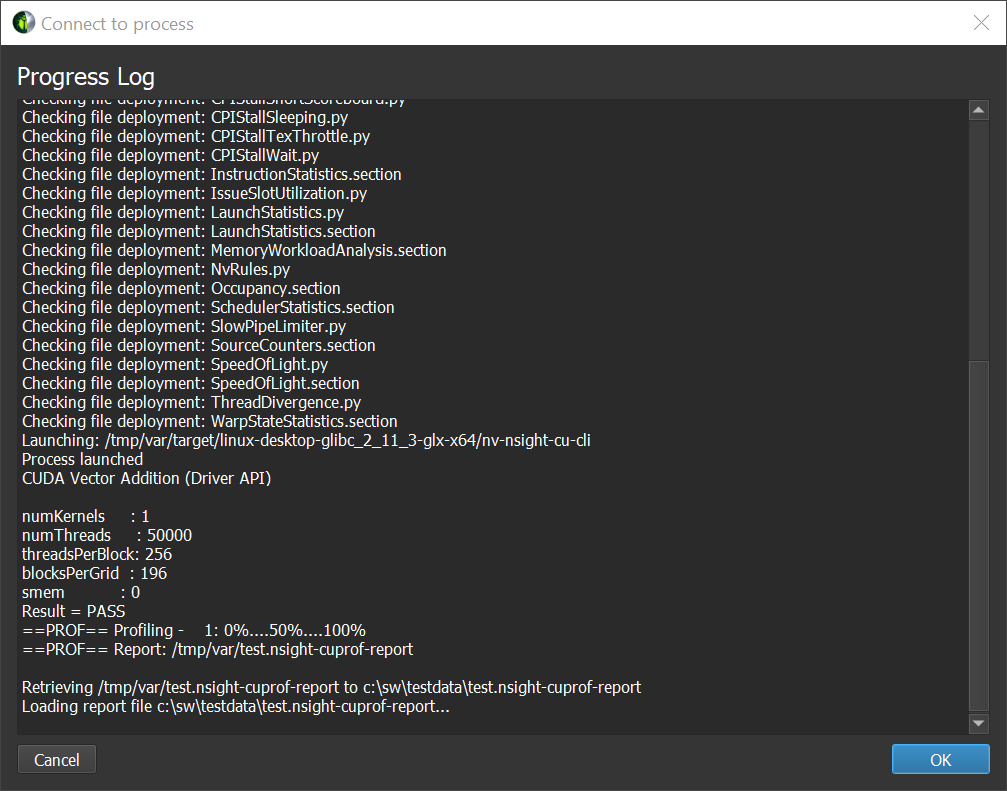 Connect to process
Progress Log
Checking file deployment: CPIStallShortScoreboard.py
Checking file deployment: CPIStallSleeping.py
Checking file deployment: CPIStallTexThrottle.py
Checking file deployment: CPIStallWait.py
Checking file deployment: InstructionStatistics.section
Checking file deployment: IssueSlotUtilization.py
Checking file deployment: LaunchStatistics.py
Checking file deployment: LaunchStatistics.section
Checking file deployment: MemoryWorkloadAnalysis.section
Checking file deployment: NvRules.py
Checking file deployment: Occupancy.section
Checking file deployment: SchedulerStatistics.section
Checking file deployment: SlowPipeLimiter.py
Checking file deployment: SourceCounters.section
Checking file deployment: SpeedOfLight.py
Checking file deployment: SpeedOfLight.section
Checking file deployment: ThreadDivergence.py
Checking file deployment: WarpStateStatistics.section
Launching: /tmp/var/target/linux-desktop-glibc_2_11_3-glx-x64/nv-nsight-cu-cli
Process launched
CUDA Vector Addition (Driver API)
numKernels : 1
numThreads : 50000
threadsPerBlock: 256
blocksPerGrid : 196
smem : 0
Result = PASS
==PROF== Profiling - 1: 0%....50%....100%
==PROF== Report: /tmp/var/test.nsight-cuprof-report
Retrieving /tmp/var/test.nsight-cuprof-report to c:\sw\testdata\test.nsight-cuprof-report
Loading report file c:\sw\testdata\test.nsight-cuprof-report...
Cancel
OK